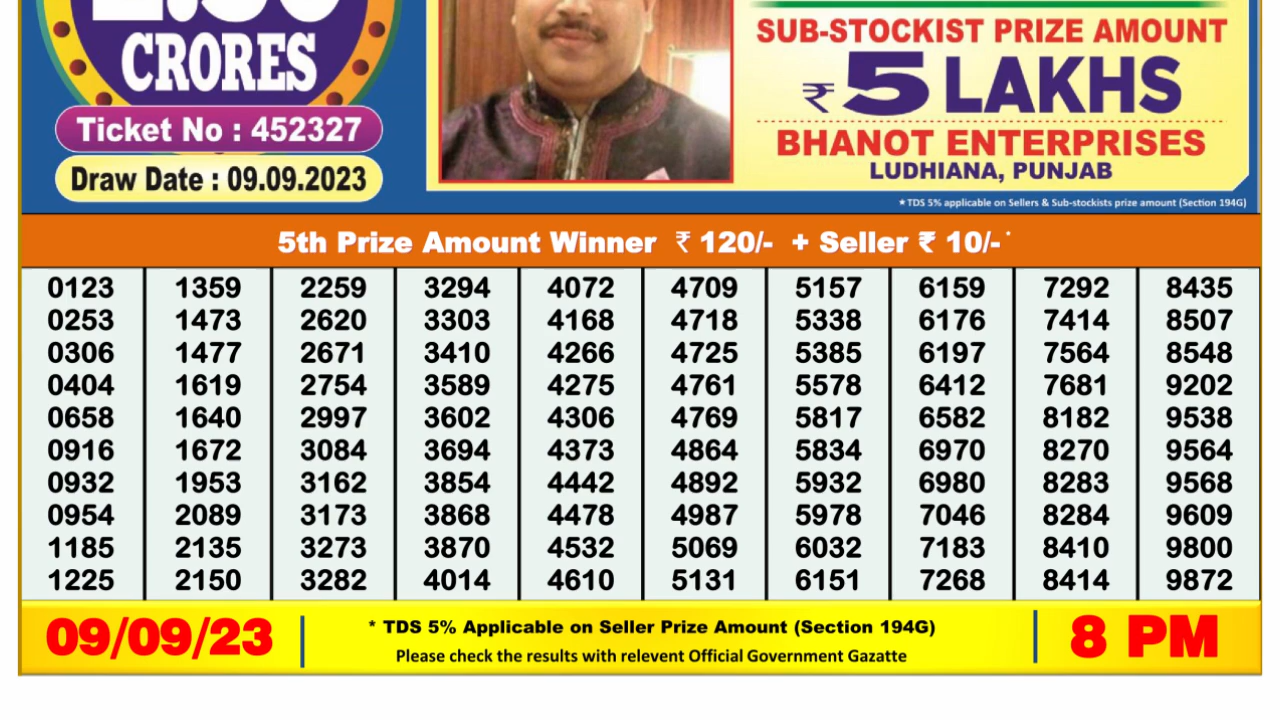 CRORES
Ticket No : 452327
Draw Date : 09.09.2023
SUB-STOCKIST PRIZE AMOUNT
₹ 5 LAKHS
BHANOT ENTERPRISES
LUDHIANA, PUNJAB
★TDS 5% applicable on Sellers & Sub-stockists prize amount (Section 194G)
5th Prize Amount Winner ₹ 120/- + Seller ₹ 10/-*
0123 1359 2259 3294 4072 4709 5157 6159 7292 8435
0253 1473 2620 3303 4168 4718 5338 6176 7414 8507
0306 1477 2671 3410 4266 4725 5385 6197 7564 8548
0404 1619 2754 3589 4275 4761 5578 6412 7681 9202
0658 1640 2997 3602 4306 4769 5817 6582 8182 9538
0916 1672 3084 3694 4373 4864 5834 6970 8270 9564
0932 1953 3162 3854 4442 4892 5932 6980 8283 9568
0954 2089 3173 3868 4478 4987 5978 7046 8284 9609
1185 2135 3273 3870 4532 5069 6032 7183 8410 9800
1225 2150 3282 4014 4610 5131 6151 7268 8414 9872
09/09/23
* TDS 5% Applicable on Seller Prize Amount (Section 194G)
Please check the results with relevent Official Government Gazatte
8 PM